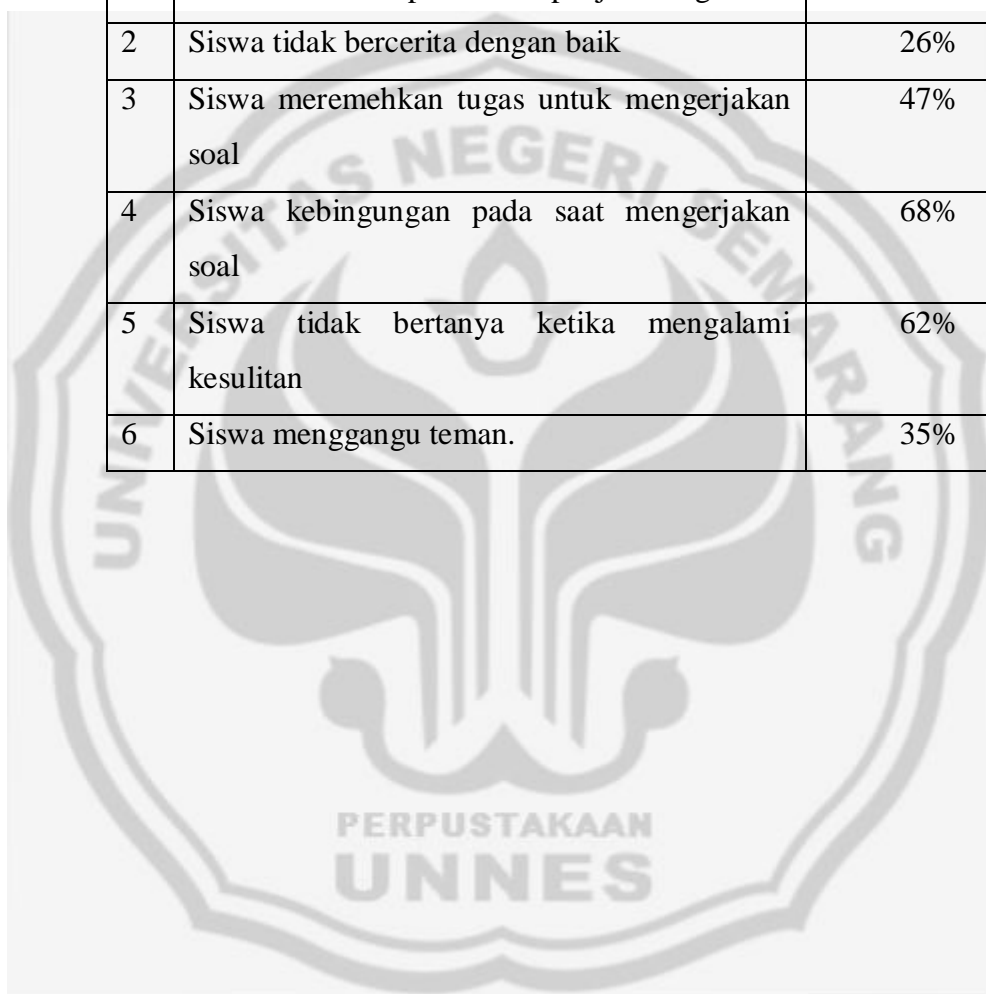 2 Siswa tidak bercerita dengan baik 26%
3 Siswa meremehkan tugas untuk mengerjakan 47%
soal
4 Siswa kebingungan pada saat mengerjakan 68%
soal
5 Siswa tidak bertanya ketika mengalami 62%
kesulitan
6 Siswa menggangu teman. 35%
UNIVERSITAS NEGERI SEMARANG
PERPUSTAKAAN
UNNES